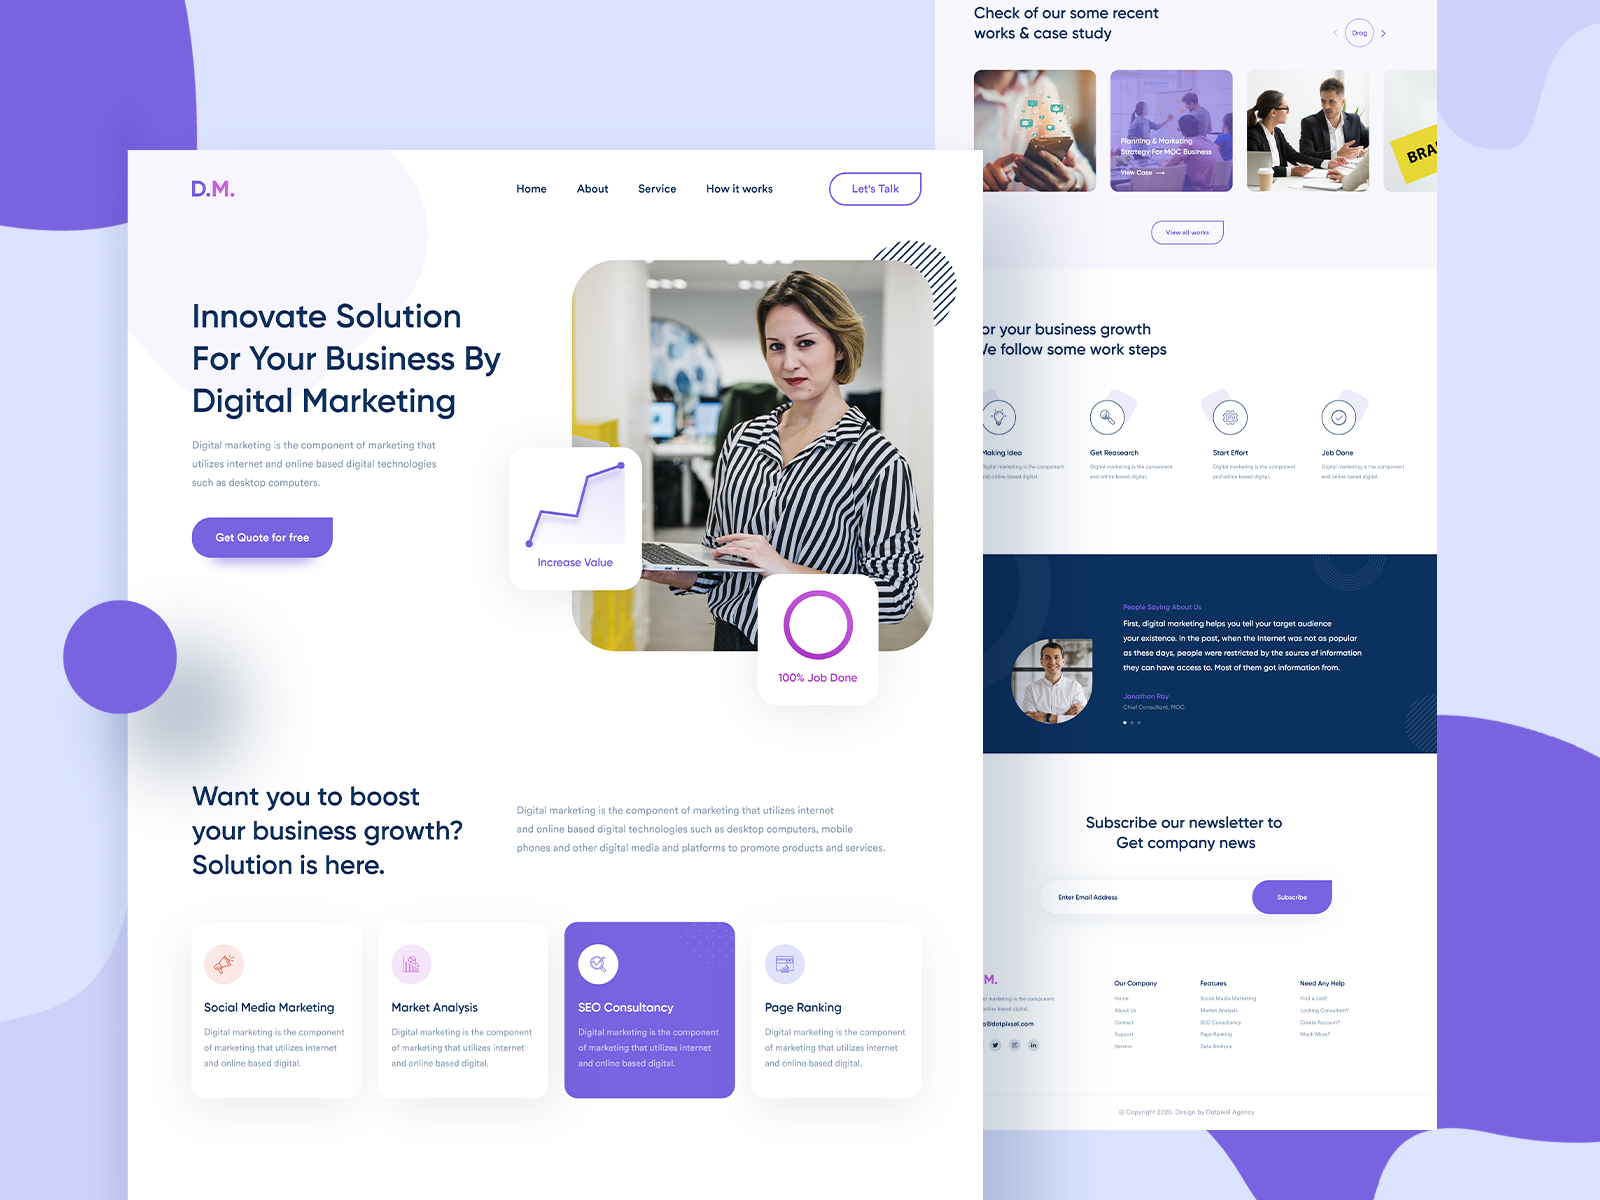 D.M.
Home
About
Service
How it works
Let's Talk
Innovate Solution
For Your Business By
Digital Marketing
Digital marketing is the component of marketing that
utilizes internet and online based digital technologies
such as desktop computers.
Get Quote for free
Increase Value
100% Job Done
Want you to boost
your business growth?
Solution is here.
Digital marketing is the component of marketing that utilizes internet
and online based digital technologies such as desktop computers, mobile
phones and other digital media and platforms to promote products and services.
Social Media Marketing
Digital marketing is the component
of marketing that utilizes internet
and online based digital.
Market Analysis
Digital marketing is the component
of marketing that utilizes internet
and online based digital.
SEO Consultancy
Digital marketing is the component
of marketing that utilizes internet
and online based digital.
Page Ranking
Digital marketing is the component
of marketing that utilizes internet
and online based digital.
Check of our some recent
works & case study
Drag
Planning & Marketing
Strategy For MOC Business
View Case
BRA
View all works
or your business growth
We follow some work steps
Making Idea
Digital marketing is the component
and online based digital.
Get Reasearch
Digital marketing is the component
and online based digital.
Start Effort
Digital marketing is the component
and online based digital.
Job Done
Digital marketing is the component
and online based digital.
People Saying About Us
First, digital marketing helps you tell your target audience
your existence. In the past, when the Internet was not as popular
as these days, people were restricted by the source of information
they can have access to. Most of them got information from.
Jonathon Ray
Chief Consultant, MOC.
Subscribe our newsletter to
Get company news
Enter Email Address
Subscribe
M.
al marketing is the component
online based digital.
o@dotpixsel.com
Our Company
Home
About Us
Contact
Support
Service
Features
Social Media Marketing
Market Analysis
SEO Consultancy
Page Ranking
Data Analysis
Need Any Help
Find a Job?
Looking Consultent?
Create Account?
Much More?
© Copyright 2020. Design by Dotpixel Agency